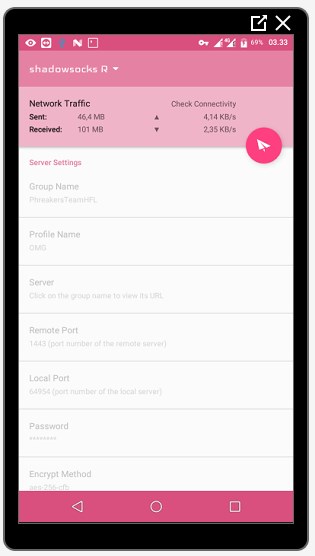 4G
69%
03.33
shadowsocks R
Network Traffic
Check Connectivity
Sent: 46,4 MB ▲ 4,14 KB/s
Received: 101 MB ▼ 2,35 KB/s
Server Settings
Group Name
PhreakersTeamHFL
Profile Name
Server
Click on the group name to view its URL
Remote Port
1443 (port number of the remote server)
Local Port
64954 (port number of the local server)
Password
********
Encrypt Method
aes-256-cfb